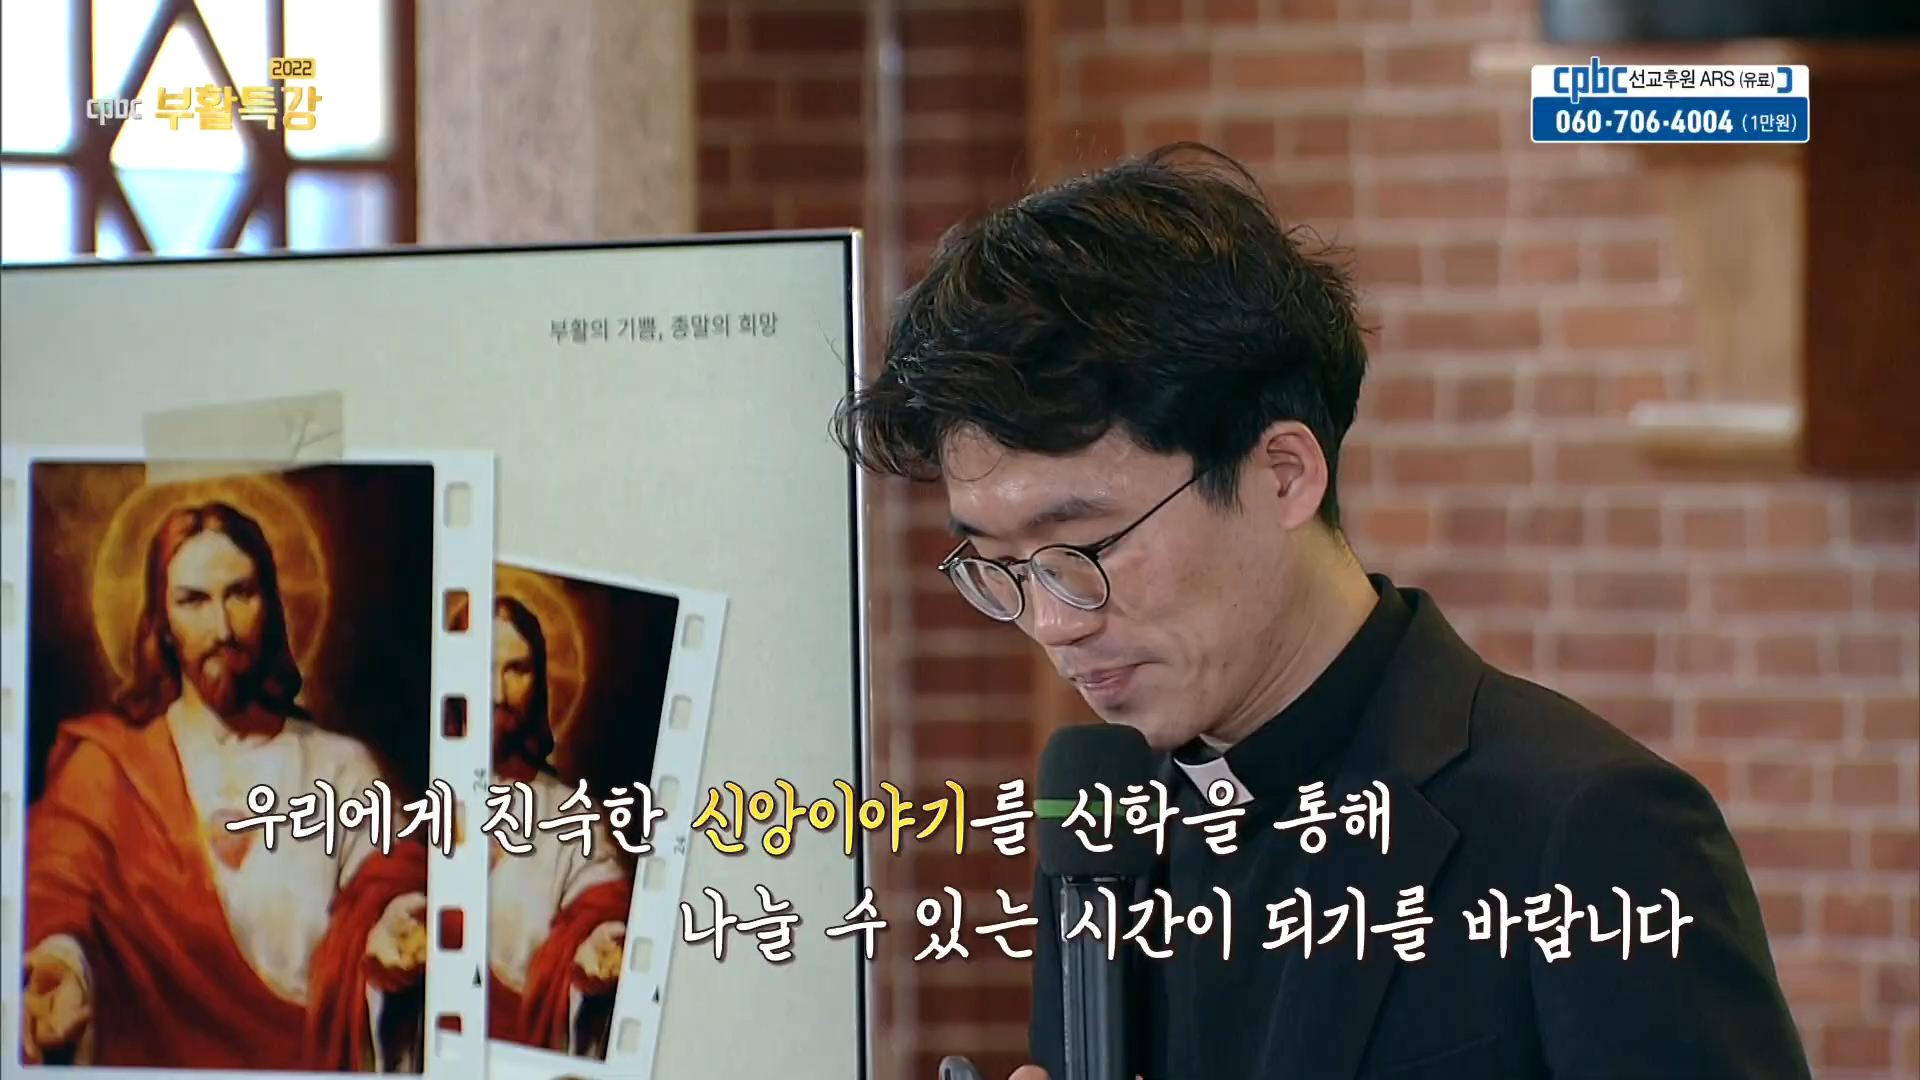 2022
cpbc 부활특강
cpbc 선교후원 ARS (유료)
060·706·4004 (1만원)
부활의 기쁨, 종말의 희망
24
24
우리에게 친숙한 신앙이야기를 신학을 통해
나눌 수 있는 시간이 되기를 바랍니다